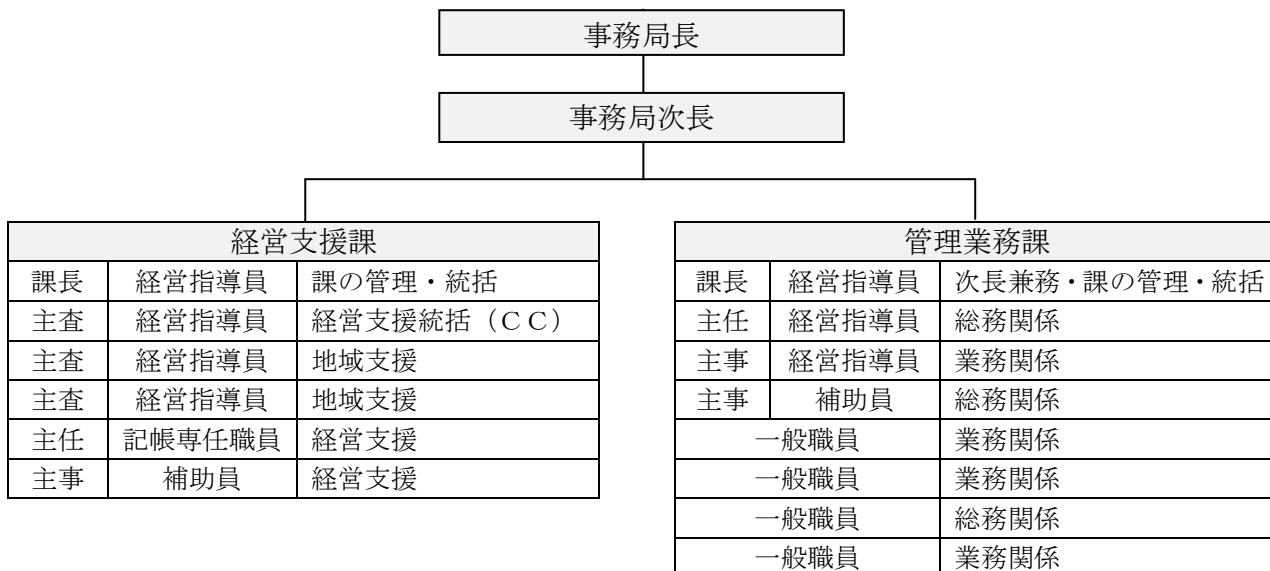 事務局長
事務局次長
経営支援課
課長 経営指導員 課の管理・統括
主査 経営指導員 経営支援統括（ＣＣ）
主査 経営指導員 地域支援
主査 経営指導員 地域支援
主任 記帳専任職員 経営支援
主事 補助員 経営支援
管理業務課
課長 経営指導員 次長兼務・課の管理・統括
主任 経営指導員 総務関係
主事 経営指導員 業務関係
主事 補助員 総務関係
一般職員 業務関係
一般職員 業務関係
一般職員 総務関係
一般職員 業務関係